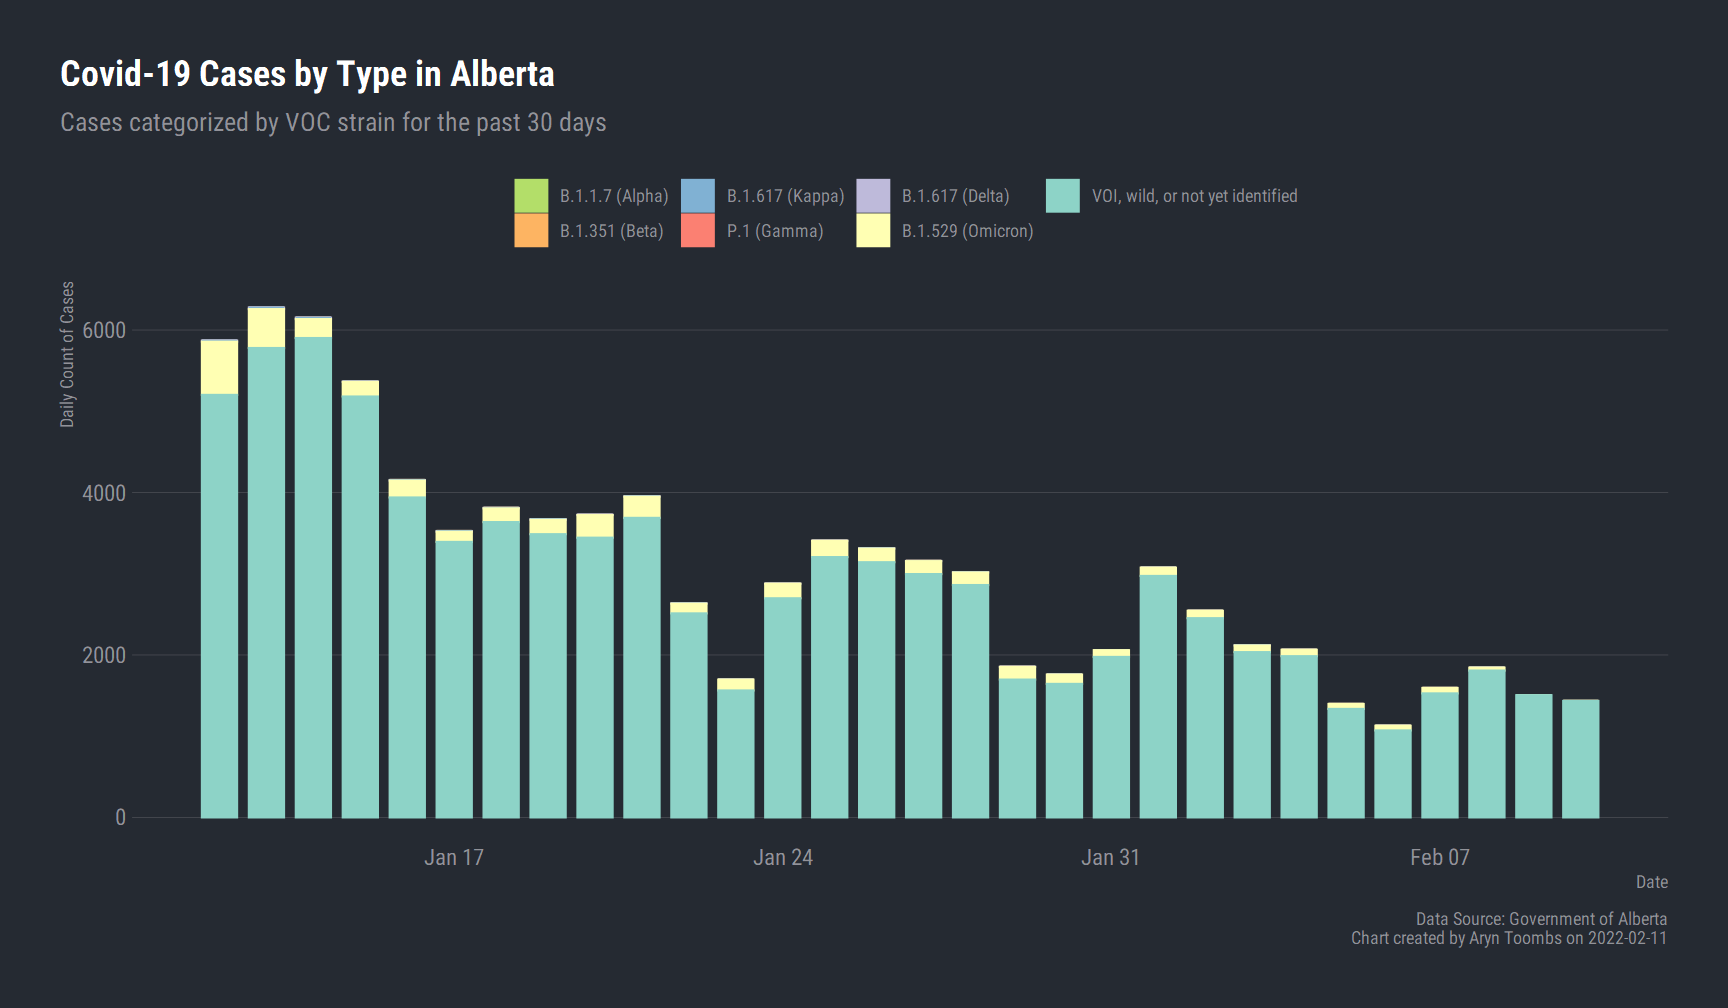 Covid-19 Cases by Type in Alberta
Cases categorized by VOC strain for the past 30 days
B.1.1.7 (Alpha)
B.1.617 (Kappa)
B.1.617 (Delta)
VOI, wild, or not yet identified
B.1.351 (Beta)
P.1 (Gamma)
B.1.529 (Omicron)
Daily Count of Cases
6000
4000
2000
0
Jan 17
Jan 24
Jan 31
Feb 07
Date
Data Source: Government of Alberta
Chart created by Aryn Toombs on 2022-02-11